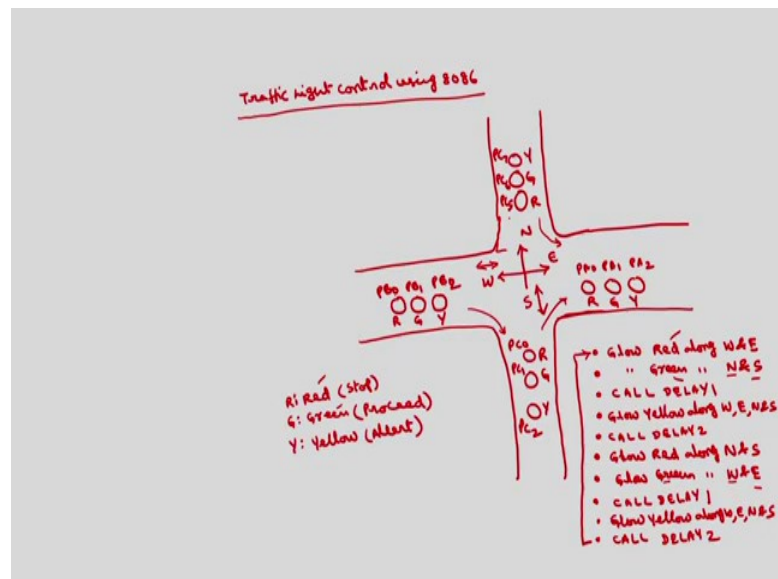 Traffic Light control using 8086
PC7 Y
PC6 G
PC5 R
N
E
W
S
PB0 PB1 PB2
R G Y
PA0 PA1 PA2
R G Y
PC0 R
PC1 G
PC2 Y
R: Red (Stop)
G: Green (Proceed)
Y: Yellow (Alert)
• Glow Red along W & E
• " Green " N & S
• CALL DELAY1
• Glow Yellow along W, E, N & S
• CALL DELAY2
• Glow Red along N & S
• Glow Green " W & E
• CALL DELAY1
• Glow Yellow along W, E, N & S
• CALL DELAY2